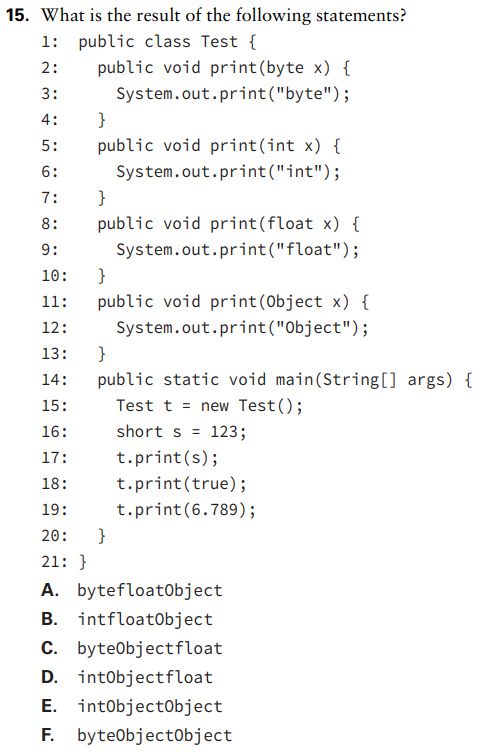 15. What is the result of the following statements?
1: public class Test {
2:   public void print(byte x) {
3:     System.out.print("byte");
4:   }
5:   public void print(int x) {
6:     System.out.print("int");
7:   }
8:   public void print(float x) {
9:     System.out.print("float");
10:   }
11:   public void print(Object x) {
12:     System.out.print("Object");
13:   }
14:   public static void main(String[] args) {
15:     Test t = new Test();
16:     short s = 123;
17:     t.print(s);
18:     t.print(true);
19:     t.print(6.789);
20:   }
21: }
A. bytefloatObject
B. intfloatObject
C. byteObjectfloat
D. intObjectfloat
E. intObjectObject
F. byteObjectObject